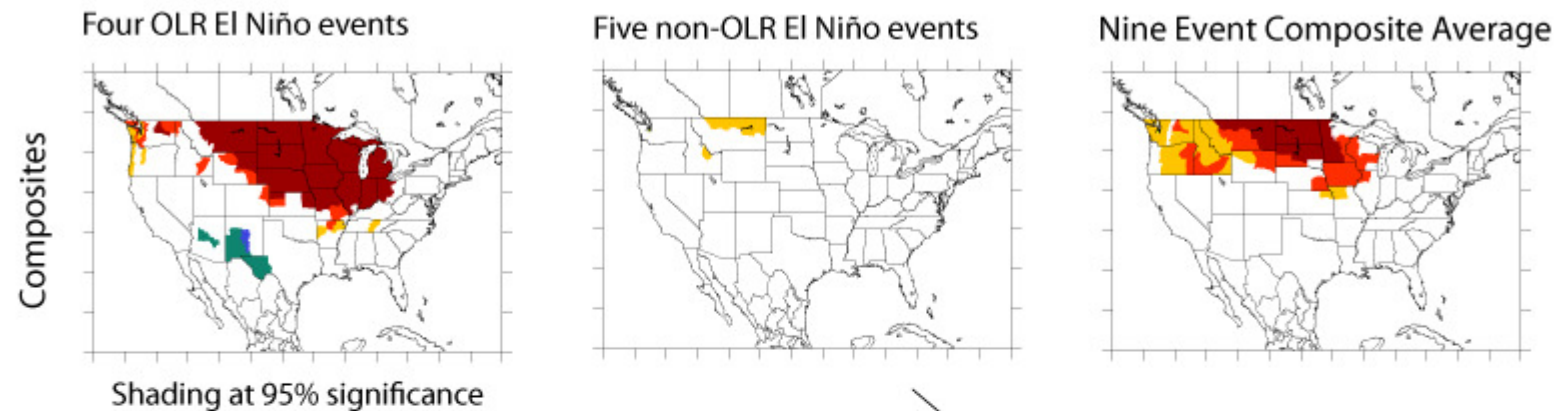 Four OLR El Niño events
Five non-OLR El Niño events
Nine Event Composite Average
Composites
Shading at 95% significance